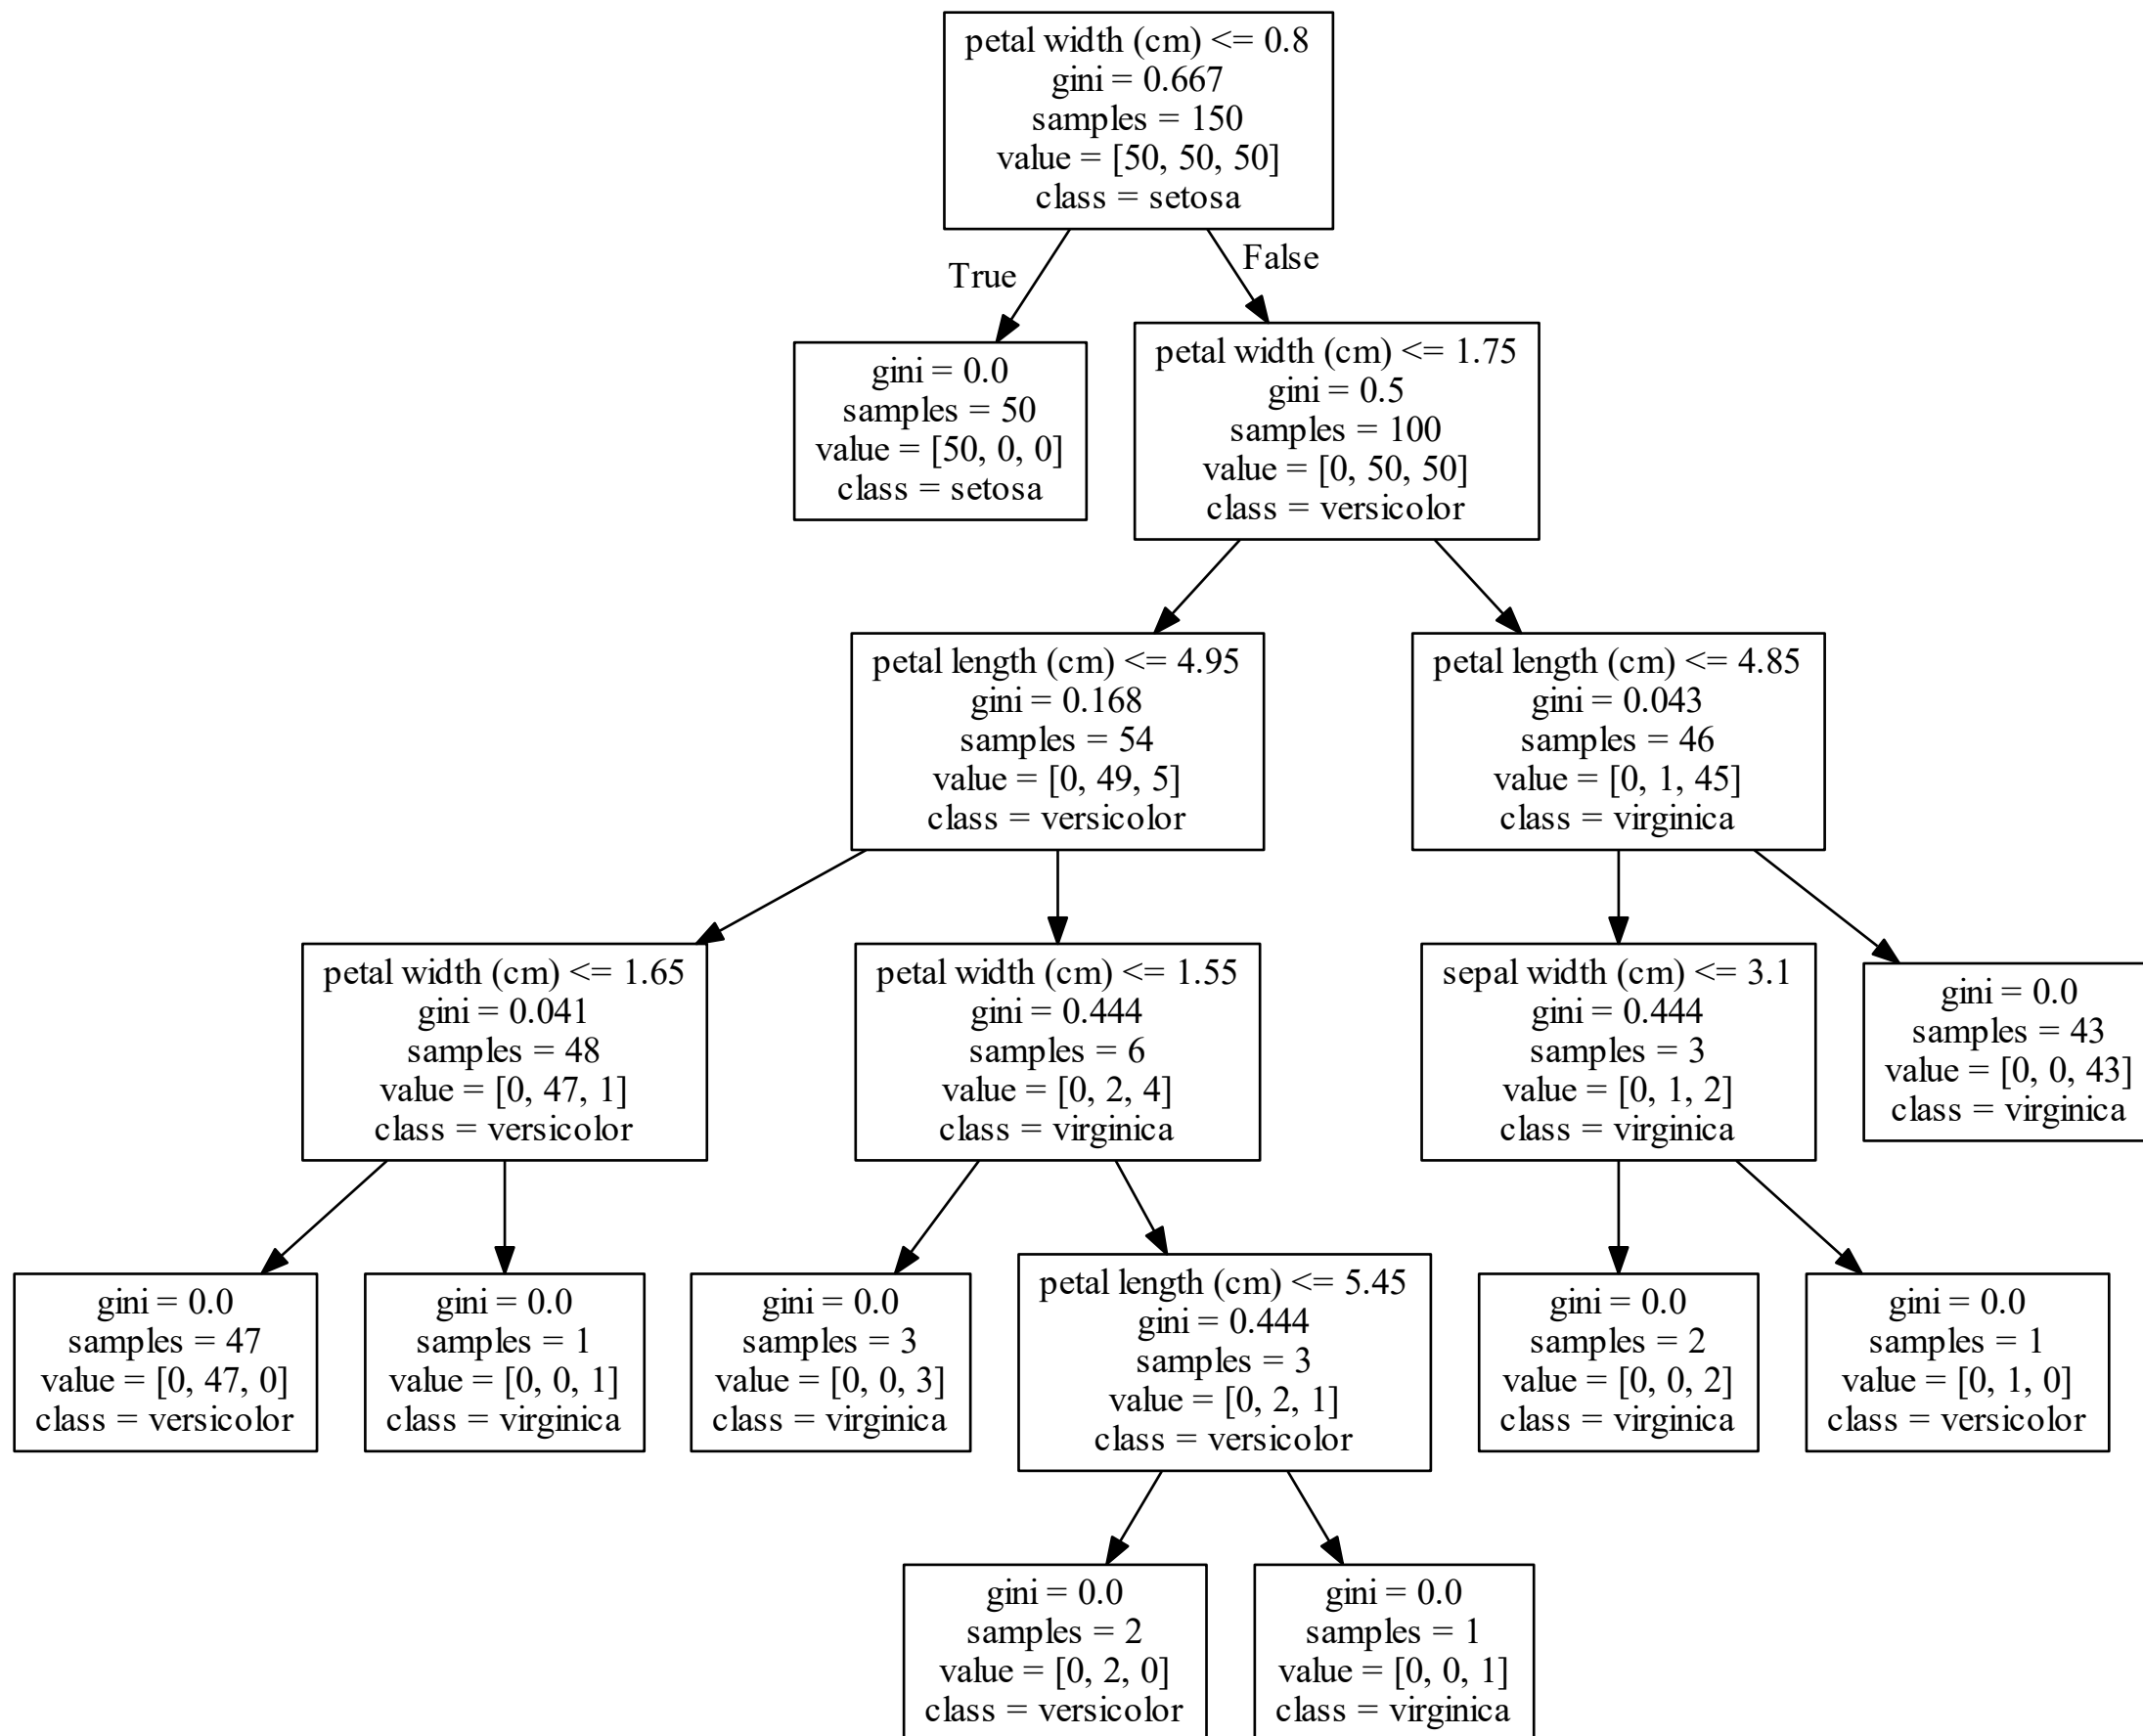 petal width (cm) <= 0.8
gini = 0.667
samples = 150
value = [50, 50, 50]
class = setosa
True
False
gini = 0.0
samples = 50
value = [50, 0, 0]
class = setosa
petal width (cm) <= 1.75
gini = 0.5
samples = 100
value = [0, 50, 50]
class = versicolor
petal length (cm) <= 4.95
gini = 0.168
samples = 54
value = [0, 49, 5]
class = versicolor
petal length (cm) <= 4.85
gini = 0.043
samples = 46
value = [0, 1, 45]
class = virginica
petal width (cm) <= 1.65
gini = 0.041
samples = 48
value = [0, 47, 1]
class = versicolor
petal width (cm) <= 1.55
gini = 0.444
samples = 6
value = [0, 2, 4]
class = virginica
sepal width (cm) <= 3.1
gini = 0.444
samples = 3
value = [0, 1, 2]
class = virginica
gini = 0.0
samples = 43
value = [0, 0, 43]
class = virginica
gini = 0.0
samples = 47
value = [0, 47, 0]
class = versicolor
gini = 0.0
samples = 1
value = [0, 0, 1]
class = virginica
gini = 0.0
samples = 3
value = [0, 0, 3]
class = virginica
petal length (cm) <= 5.45
gini = 0.444
samples = 3
value = [0, 2, 1]
class = versicolor
gini = 0.0
samples = 2
value = [0, 0, 2]
class = virginica
gini = 0.0
samples = 1
value = [0, 1, 0]
class = versicolor
gini = 0.0
samples = 2
value = [0, 2, 0]
class = versicolor
gini = 0.0
samples = 1
value = [0, 0, 1]
class = virginica